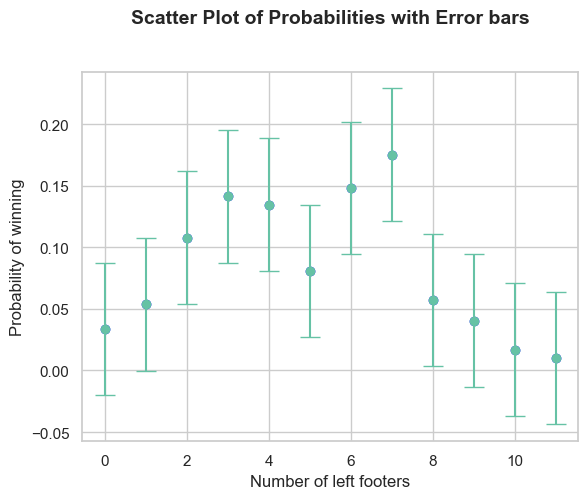 Scatter Plot of Probabilities with Error bars
Probability of winning
0.20
0.15
0.10
0.05
0.00
−0.05
0 2 4 6 8 10
Number of left footers